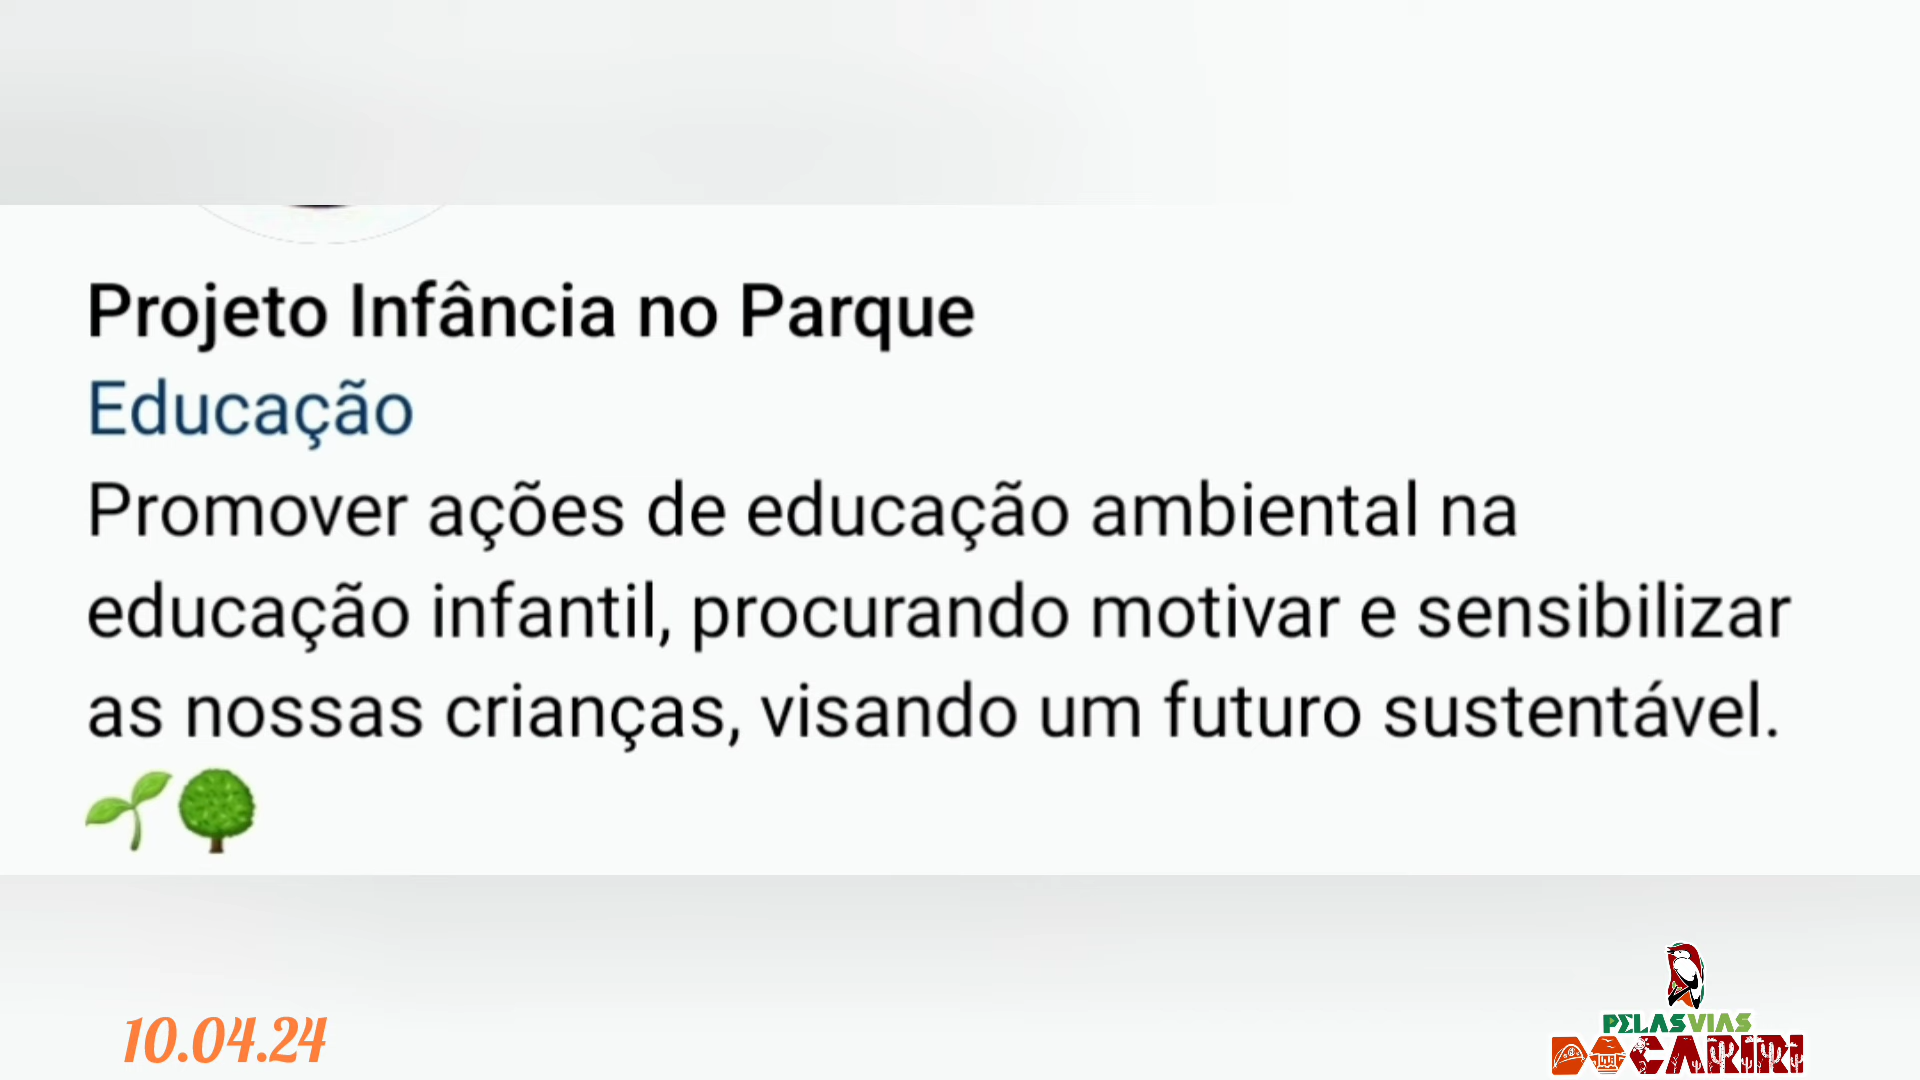 Projeto Infância no Parque
Educação
Promover ações de educação ambiental na
educação infantil, procurando motivar e sensibilizar
as nossas crianças, visando um futuro sustentável.
🌱🌳
10.04.24
PELAS VIAS
DO CARIRI